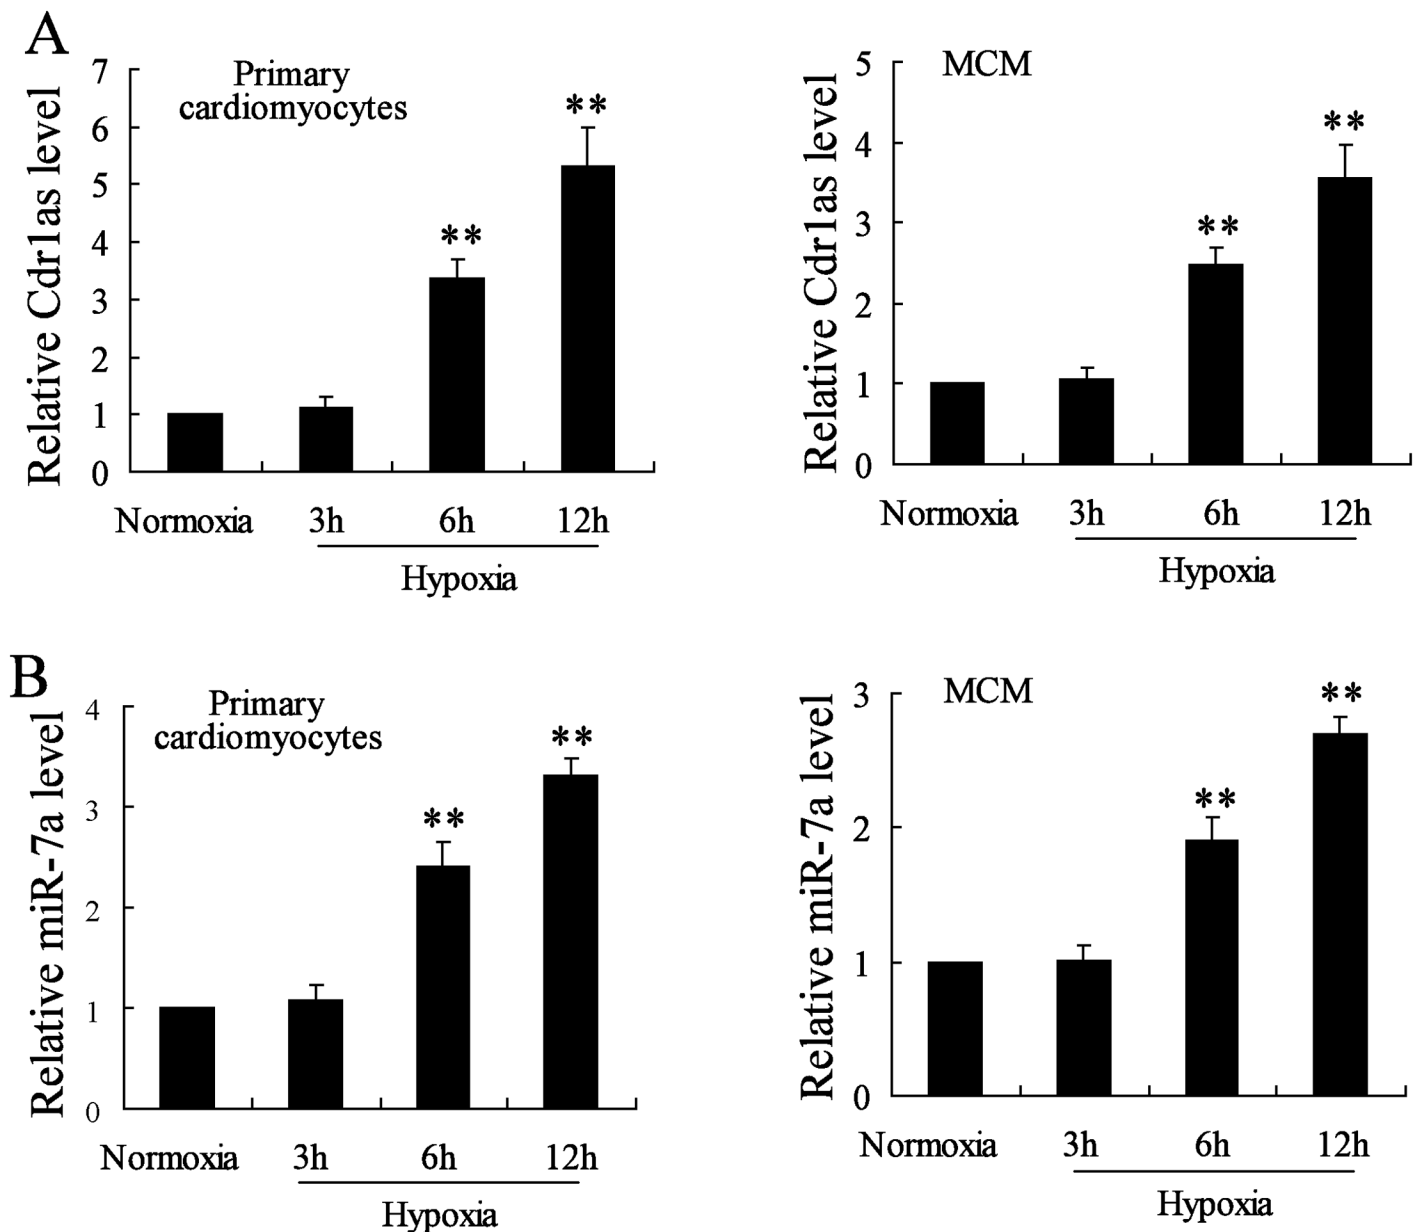 A
Primary
cardiomyocytes
Relative Cdr1as level
7
6
5
4
3
2
1
0
**
**
Normoxia 3h 6h 12h
Hypoxia
MCM
Relative Cdr1as level
5
4
3
2
1
0
**
**
Normoxia 3h 6h 12h
Hypoxia
B
Primary
cardiomyocytes
Relative miR-7a level
4
3
2
1
0
**
**
Normoxia 3h 6h 12h
Hypoxia
MCM
Relative miR-7a level
3
2
1
0
**
**
Normoxia 3h 6h 12h
Hypoxia